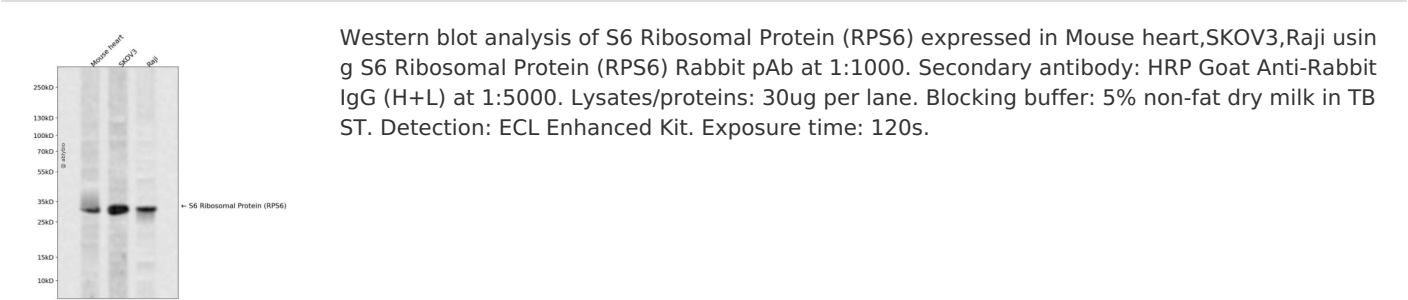 Mouse heart
SKOV3
Raji
250kD
130kD
100kD
70kD
55kD
35kD
25kD
15kD
10kD
@ ablybio
← S6 Ribosomal Protein (RPS6)
Western blot analysis of S6 Ribosomal Protein (RPS6) expressed in Mouse heart,SKOV3,Raji usin
g S6 Ribosomal Protein (RPS6) Rabbit pAb at 1:1000. Secondary antibody: HRP Goat Anti-Rabbit
IgG (H+L) at 1:5000. Lysates/proteins: 30ug per lane. Blocking buffer: 5% non-fat dry milk in TB
ST. Detection: ECL Enhanced Kit. Exposure time: 120s.